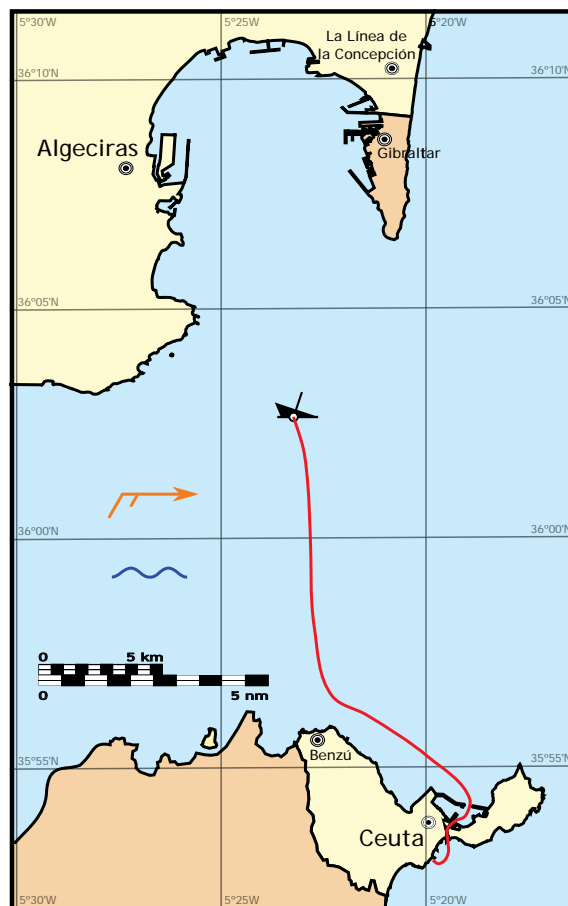 5°30'W
5°25'W
5°20'W
La Línea de
la Concepción
36°10'N
36°10'N
Algeciras
Gibraltar
36°05'N
36°05'N
36°00'N
36°00'N
0
5 km
0
5 nm
Benzú
35°55'N
35°55'N
Ceuta
5°30'W
5°25'W
5°20'W